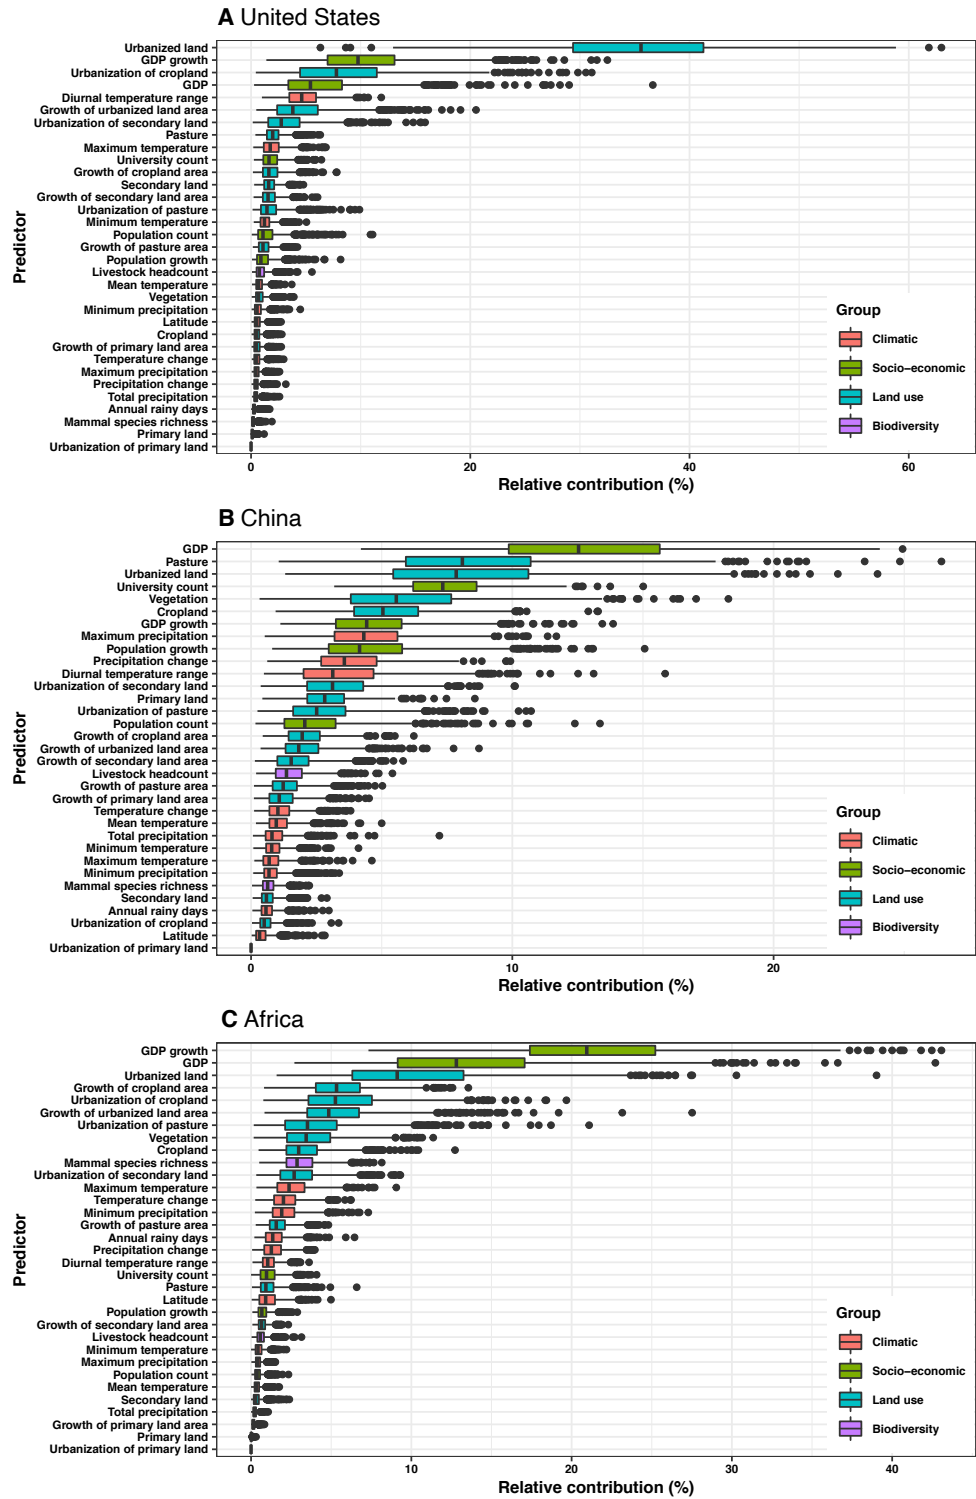 A United States
Predictor
Urbanized land
GDP growth
Urbanization of cropland
GDP
Diurnal temperature range
Growth of urbanized land area
Urbanization of secondary land
Pasture
Maximum temperature
University count
Growth of cropland area
Secondary land
Growth of secondary land area
Urbanization of pasture
Minimum temperature
Population count
Growth of pasture area
Population growth
Livestock headcount
Mean temperature
Vegetation
Minimum precipitation
Latitude
Cropland
Growth of primary land area
Temperature change
Maximum precipitation
Precipitation change
Total precipitation
Annual rainy days
Mammal species richness
Primary land
Urbanization of primary land
Group
Climatic
Socio−economic
Land use
Biodiversity
0 20 40 60
Relative contribution (%)
B China
Predictor
GDP
Pasture
Urbanized land
University count
Vegetation
Cropland
GDP growth
Maximum precipitation
Population growth
Precipitation change
Diurnal temperature range
Urbanization of secondary land
Primary land
Urbanization of pasture
Population count
Growth of cropland area
Growth of urbanized land area
Growth of secondary land area
Livestock headcount
Growth of pasture area
Growth of primary land area
Temperature change
Mean temperature
Total precipitation
Minimum temperature
Maximum temperature
Minimum precipitation
Mammal species richness
Secondary land
Annual rainy days
Urbanization of cropland
Latitude
Urbanization of primary land
Group
Climatic
Socio−economic
Land use
Biodiversity
0 10 20
Relative contribution (%)
C Africa
Predictor
GDP growth
GDP
Urbanized land
Growth of cropland area
Urbanization of cropland
Growth of urbanized land area
Urbanization of pasture
Vegetation
Cropland
Mammal species richness
Urbanization of secondary land
Maximum temperature
Temperature change
Minimum precipitation
Growth of pasture area
Annual rainy days
Precipitation change
Diurnal temperature range
University count
Pasture
Latitude
Population growth
Growth of secondary land area
Livestock headcount
Minimum temperature
Maximum precipitation
Population count
Mean temperature
Secondary land
Total precipitation
Growth of primary land area
Primary land
Urbanization of primary land
Group
Climatic
Socio−economic
Land use
Biodiversity
0 10 20 30 40
Relative contribution (%)